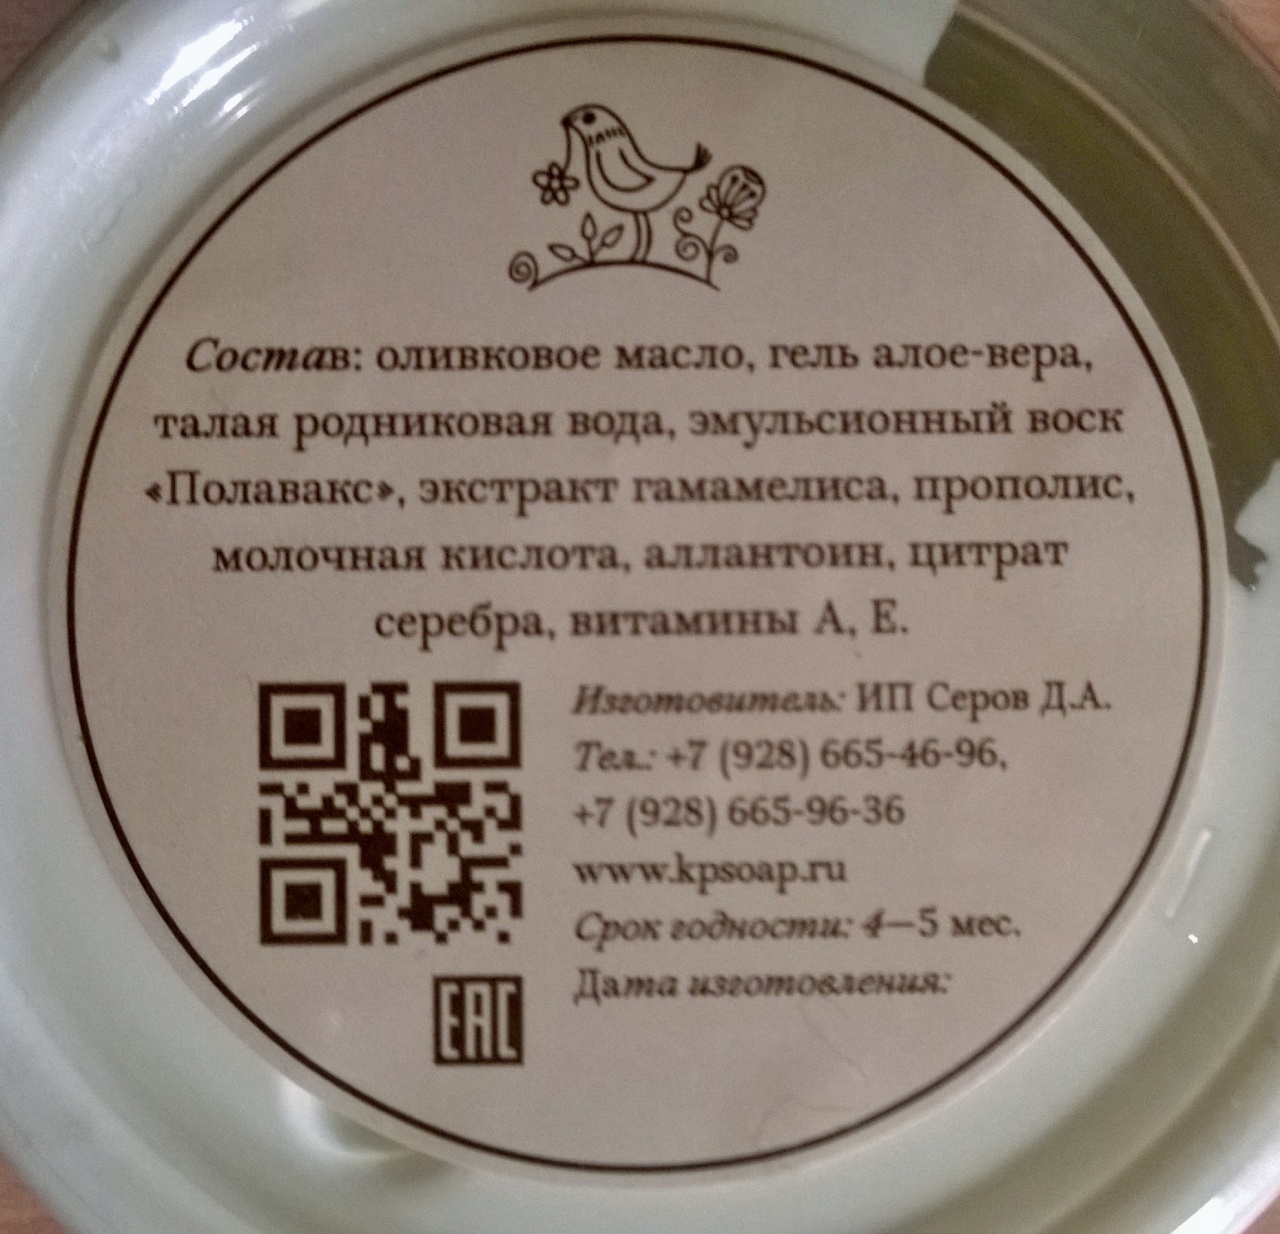 Состав: оливковое масло, гель алое-вера,
талая родниковая вода, эмульсионный воск
«Полавакс», экстракт гамамелиса, прополис,
молочная кислота, аллантоин, цитрат
серебра, витамины А, Е.
Изготовитель: ИП Серов Д.А.
Тел.: +7 (928) 665-46-96,
+7 (928) 665-96-36
www.kpsoap.ru
Срок годности: 4—5 мес.
Дата изготовления:
EAC